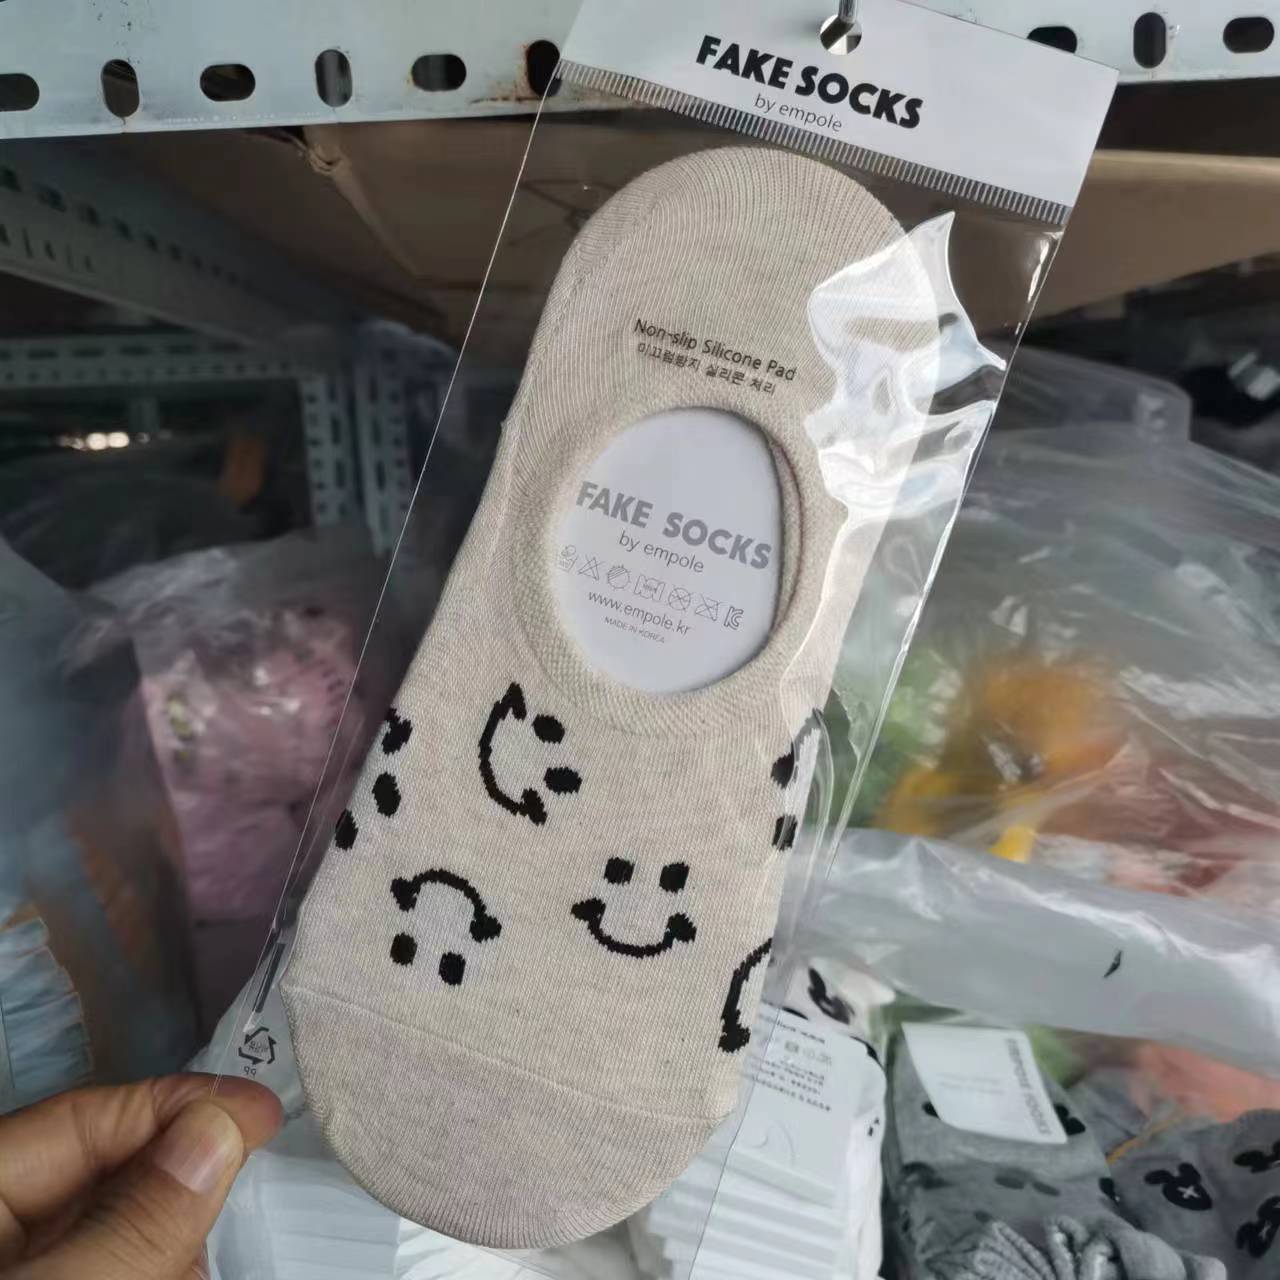 FAKE SOCKS
by empole
Non-slip Silicone Pad
미끄럼방지 실리콘 처리
FAKE SOCKS
by empole
www.empole.kr
MADE IN KOREA
PP